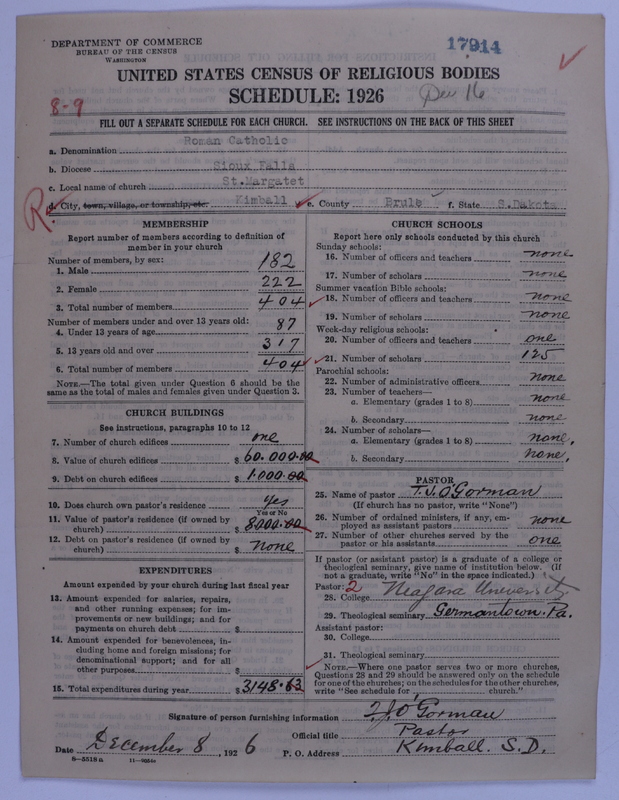 DEPARTMENT OF COMMERCE
BUREAU OF THE CENSUS
WASHINGTON
17914
UNITED STATES CENSUS OF RELIGIOUS BODIES
SCHEDULE: 1926
8-9
FILL OUT A SEPARATE SCHEDULE FOR EACH CHURCH. SEE INSTRUCTIONS ON THE BACK OF THIS SHEET
a. Denomination Roman Catholic
b. Diocese Sioux Falls
c. Local name of church St.Margatet
d. City, town, village, or township, etc. Kimball e. County Brule f. State S.Dakota
MEMBERSHIP
Report number of members according to definition of
member in your church
Number of members, by sex:
1. Male 182
2. Female 222
3. Total number of members 404
Number of members under and over 13 years old:
4. Under 13 years of age 87
5. 13 years old and over 317
6. Total number of members 404
NOTE.—The total given under Question 6 should be the
same as the total of males and females given under Question 3.
CHURCH BUILDINGS
See instructions, paragraphs 10 to 12
7. Number of church edifices one
8. Value of church edifices $ 60.000.00
9. Debt on church edifices $ 1.000.00
10. Does church own pastor's residence yes
Yes or No
11. Value of pastor's residence (if owned by
church) $ 8000.00
12. Debt on pastor's residence (if owned by
church) $ none
EXPENDITURES
Amount expended by your church during last fiscal year
13. Amount expended for salaries, repairs,
and other running expenses; for im-
provements or new buildings; and for
payments on church debt $
14. Amount expended for benevolences, in-
cluding home and foreign missions; for
denominational support; and for all
other purposes $
15. Total expenditures during year $ 3148.63
CHURCH SCHOOLS
Report here only schools conducted by this church
Sunday schools:
16. Number of officers and teachers none
17. Number of scholars none
Summer vacation Bible schools:
18. Number of officers and teachers none
19. Number of scholars none
Week-day religious schools:
20. Number of officers and teachers one
21. Number of scholars 125
Parochial schools:
22. Number of administrative officers none
23. Number of teachers—
a. Elementary (grades 1 to 8) none
b. Secondary none
24. Number of scholars—
a. Elementary (grades 1 to 8) none,
b. Secondary none,
PASTOR
25. Name of pastor T.J. O'Gorman
(If church has no pastor, write "None")
26. Number of ordained ministers, if any, em-
ployed as assistant pastors none
27. Number of other churches served by the
pastor or his assistants one
If pastor (or assistant pastor) is a graduate of a college or
theological seminary, give name of institution below. (If
not a graduate, write "No" in the space indicated.)
Pastor: 2
28. College Niagara University
29. Theological seminary Germantown. Pa.
Assistant pastor:
30. College
31. Theological seminary
NOTE.—Where one pastor serves two or more churches,
Questions 28 and 29 should be answered only on the schedule
for one of the churches; on the schedules for the other churches,
write "See schedule for church."
Signature of person furnishing information T.J. O'Gorman
Official title Pastor
Date December 8, 1926 P. O. Address Kimball. S.D.